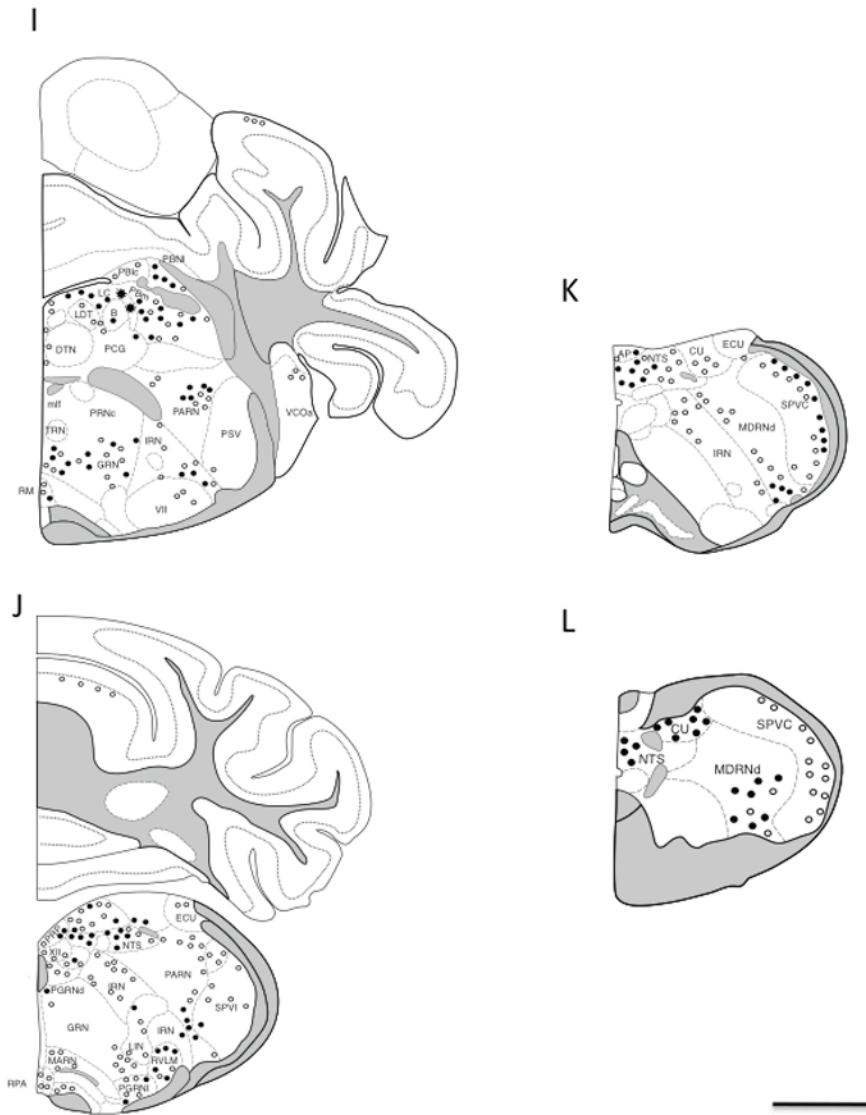 I
PBNl
PBlc
LC
PBm
LDT
B
DTN
PCG
mlf
PRNc
PARN
VCOa
TRN
IRN
PSV
GRN
RM
VII
K
AP
NTS
CU
ECU
SPVC
MDRNd
IRN
J
ECU
PRP
NTS
XII
PARN
PGRNd
IRN
SPVI
GRN
IRN
LIN
MARN
RVLM
RPA
PGRNl
L
CU
SPVC
NTS
MDRNd